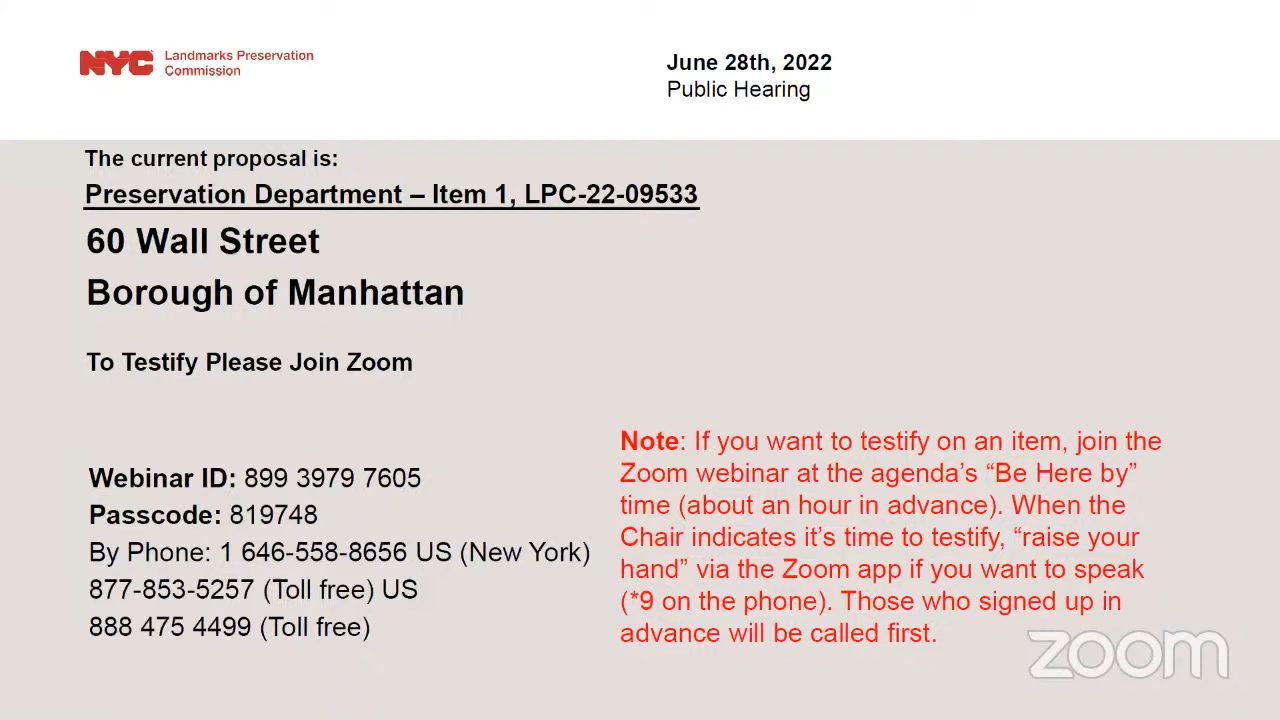 NYC Landmarks Preservation
Commission
June 28th, 2022
Public Hearing
The current proposal is:
Preservation Department – Item 1, LPC-22-09533
60 Wall Street
Borough of Manhattan
To Testify Please Join Zoom
Webinar ID: 899 3979 7605
Passcode: 819748
By Phone: 1 646-558-8656 US (New York)
877-853-5257 (Toll free) US
888 475 4499 (Toll free)
Note: If you want to testify on an item, join the
Zoom webinar at the agenda’s “Be Here by”
time (about an hour in advance). When the
Chair indicates it’s time to testify, “raise your
hand” via the Zoom app if you want to speak
(*9 on the phone). Those who signed up in
advance will be called first.
zoom